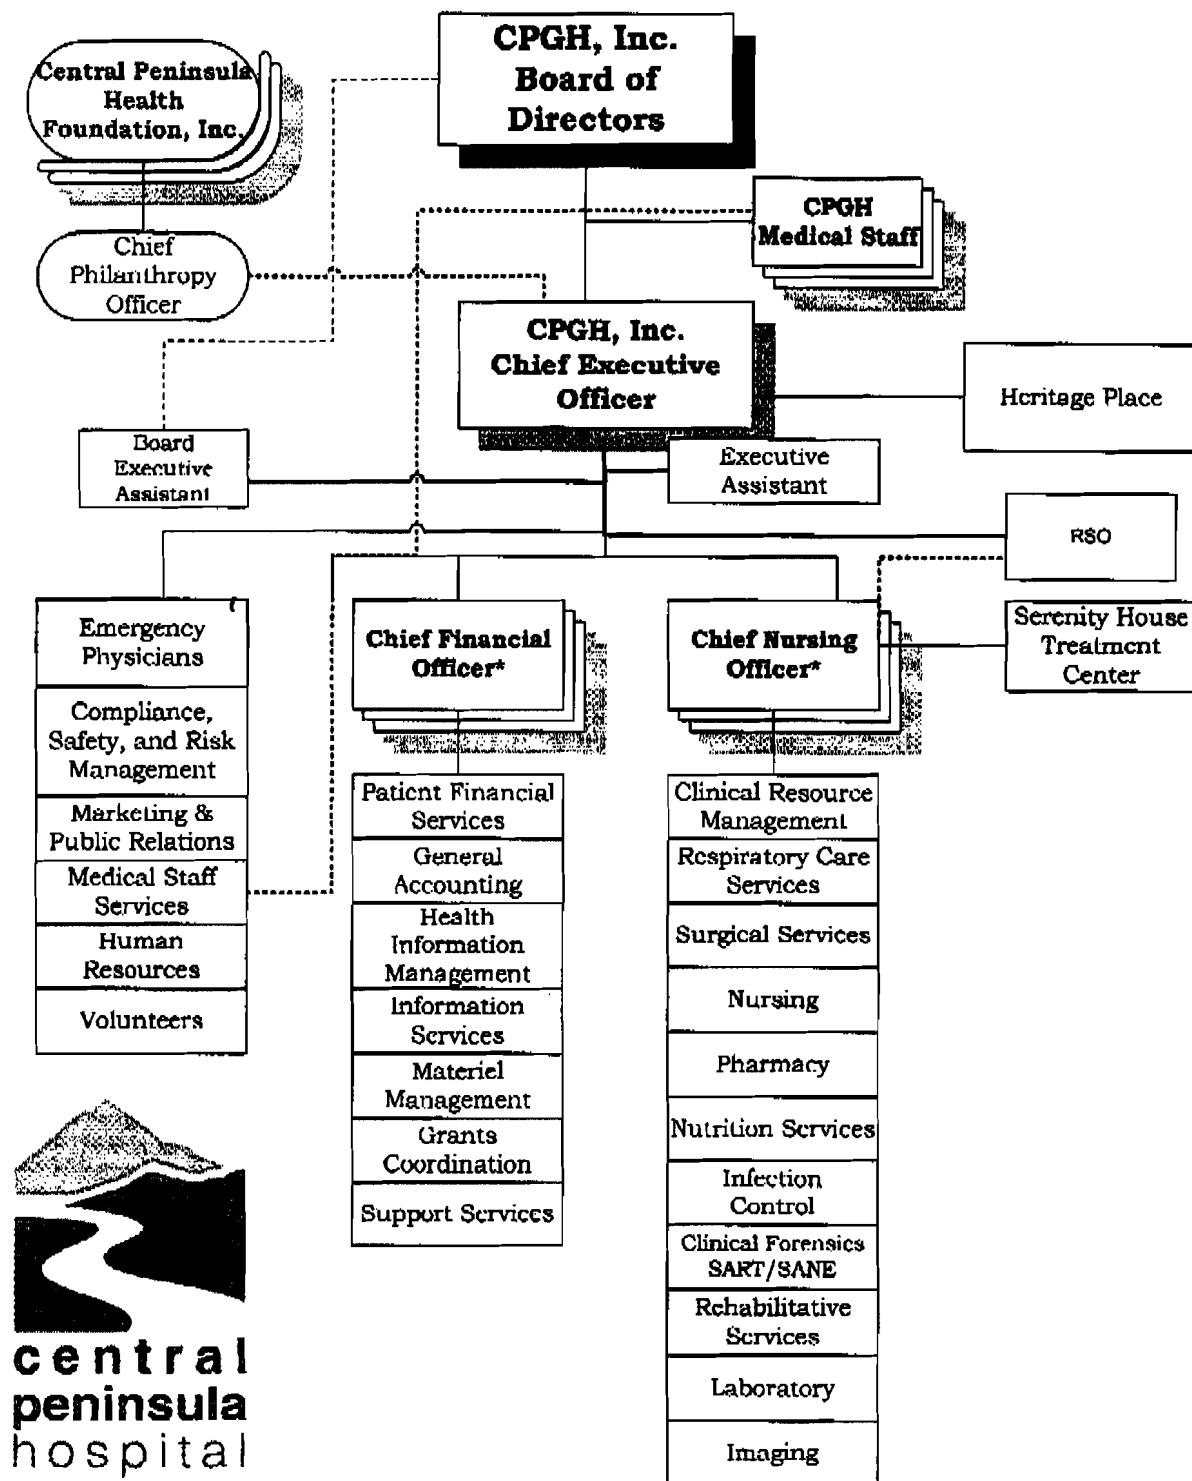 CPGH, Inc.
Board of
Directors
Central Peninsula
Health
Foundation, Inc.
CPGH
Medical Staff
Chief
Philanthropy
Officer
CPGH, Inc.
Chief Executive
Officer
Heritage Place
Board
Executive
Assistant
Executive
Assistant
RSO
Emergency
Physicians
Compliance,
Safety, and Risk
Management
Marketing &
Public Relations
Medical Staff
Services
Human
Resources
Volunteers
Chief Financial
Officer*
Patient Financial
Services
General
Accounting
Health
Information
Management
Information
Services
Materiel
Management
Grants
Coordination
Support Services
Chief Nursing
Officer*
Serenity House
Treatment
Center
Clinical Resource
Management
Respiratory Care
Services
Surgical Services
Nursing
Pharmacy
Nutrition Services
Infection
Control
Clinical Forensics
SART/SANE
Rehabilitative
Services
Laboratory
Imaging
central
peninsula
hospital